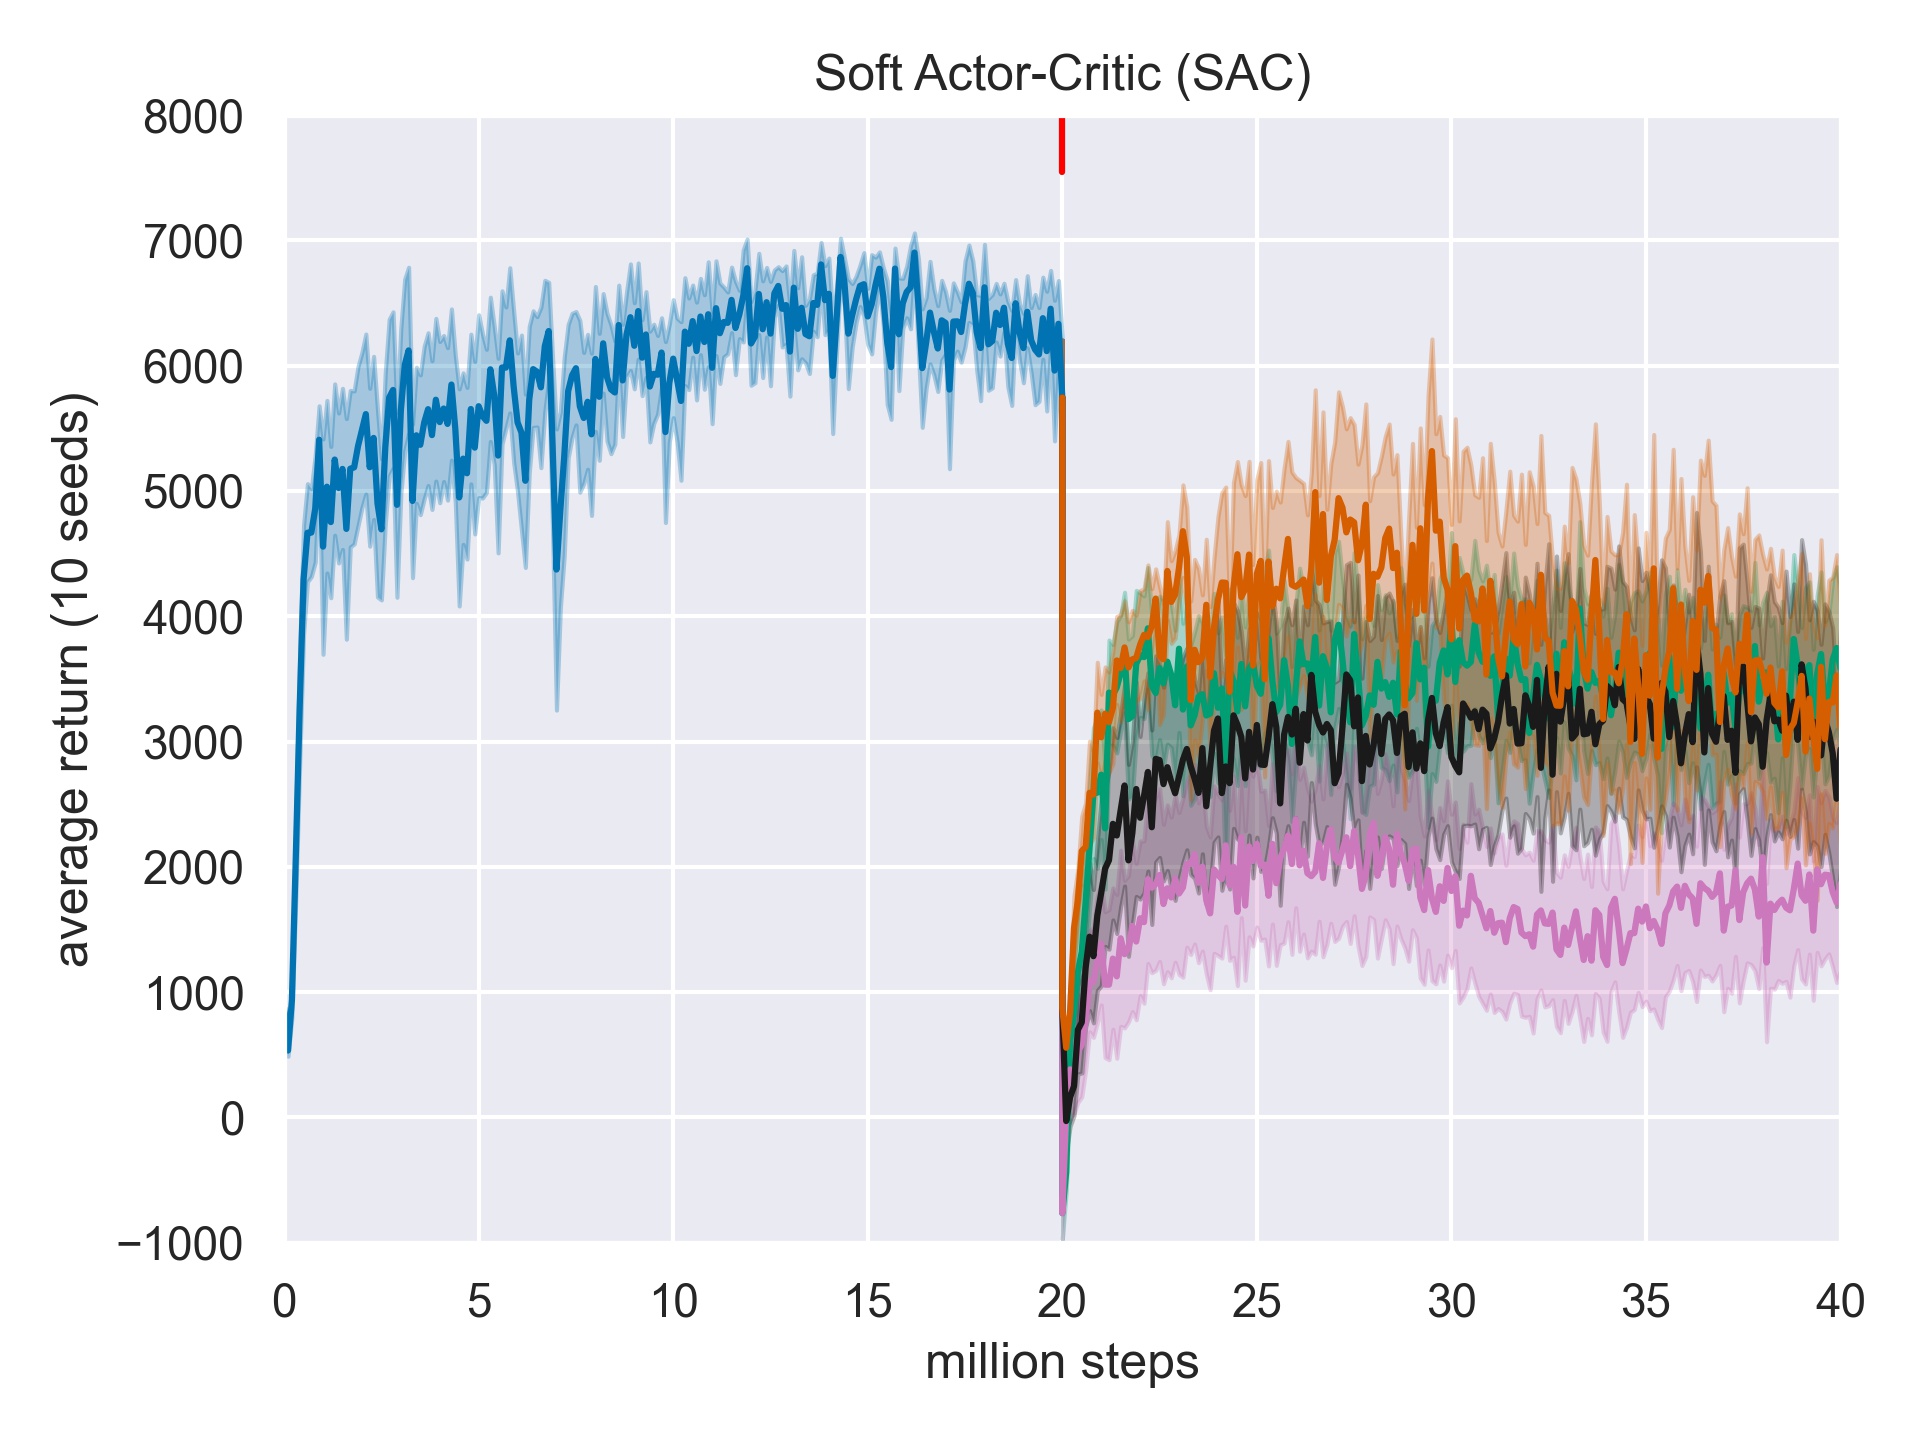 Soft Actor-Critic (SAC)
8000
7000
6000
5000
4000
3000
2000
1000
0
−1000
average return (10 seeds)
0 5 10 15 20 25 30 35 40
million steps